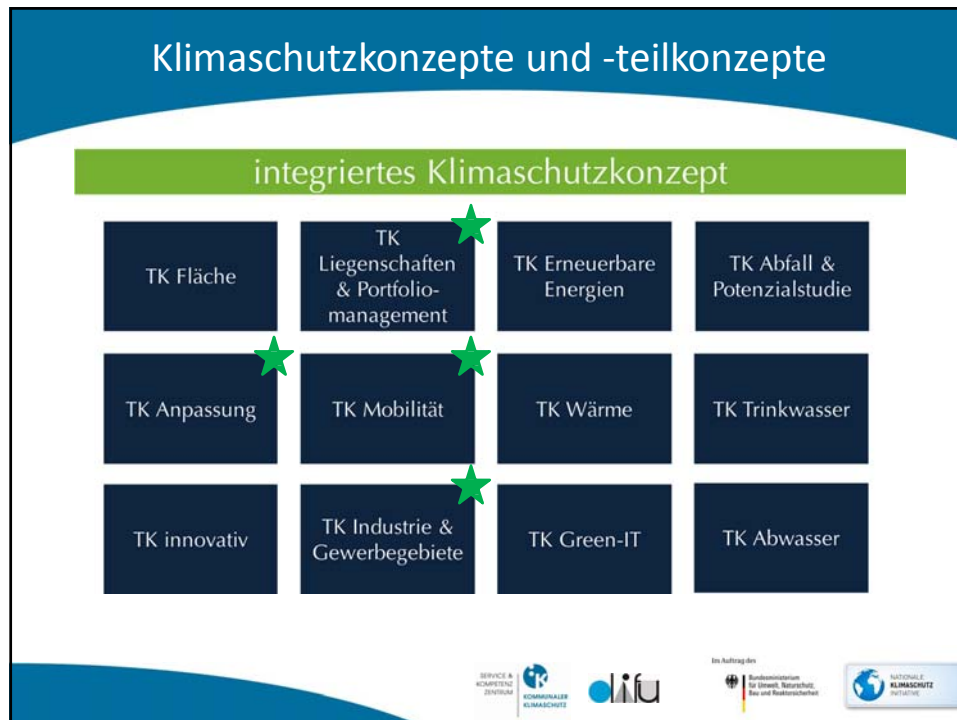 Klimaschutzkonzepte und -teilkonzepte
integriertes Klimaschutzkonzept
TK Fläche
TK
Liegenschaften
& Portfolio-
management
TK Erneuerbare
Energien
TK Abfall &
Potenzialstudie
TK Anpassung
TK Mobilität
TK Wärme
TK Trinkwasser
TK innovativ
TK Industrie &
Gewerbegebiete
TK Green-IT
TK Abwasser
SERVICE &
KOMPETENZ
ZENTRUM
KOMMUNALER
KLIMASCHUTZ
difu
Im Auftrag des
Bundesministerium
für Umwelt, Naturschutz,
Bau und Reaktorsicherheit
NATIONALE
KLIMASCHUTZ
INITIATIVE